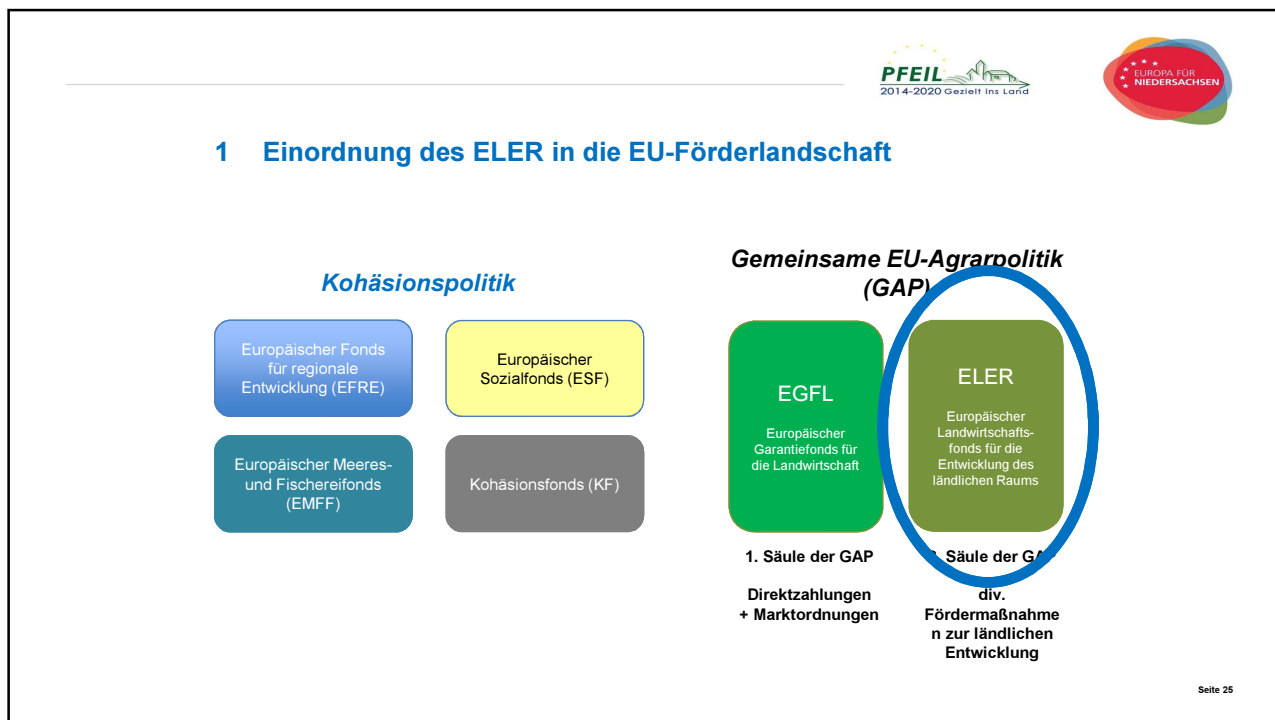 PFEIL
2014-2020 Gezielt ins Land
EUROPA FÜR
NIEDERSACHSEN
1 Einordnung des ELER in die EU-Förderlandschaft
Kohäsionspolitik
Europäischer Fonds
für regionale
Entwicklung (EFRE)
Europäischer
Sozialfonds (ESF)
Europäischer Meeres-
und Fischereifonds
(EMFF)
Kohäsionsfonds (KF)
Gemeinsame EU-Agrarpolitik
(GAP)
EGFL
Europäischer
Garantiefonds für
die Landwirtschaft
ELER
Europäischer
Landwirtschafts-
fonds für die
Entwicklung des
ländlichen Raums
1. Säule der GAP
Direktzahlungen
+ Marktordnungen
Säule der GAP
div.
Fördermaßnahme
n zur ländlichen
Entwicklung
Seite 25